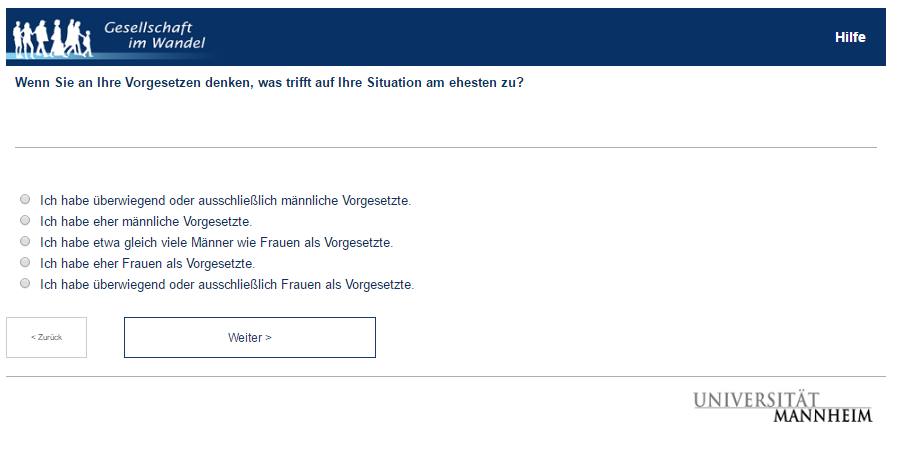 Gesellschaft
im Wandel
Hilfe
Wenn Sie an Ihre Vorgesetzen denken, was trifft auf Ihre Situation am ehesten zu?
Ich habe überwiegend oder ausschließlich männliche Vorgesetzte.
Ich habe eher männliche Vorgesetzte.
Ich habe etwa gleich viele Männer wie Frauen als Vorgesetzte.
Ich habe eher Frauen als Vorgesetzte.
Ich habe überwiegend oder ausschließlich Frauen als Vorgesetzte.
< Zurück
Weiter >
UNIVERSITÄT
MANNHEIM